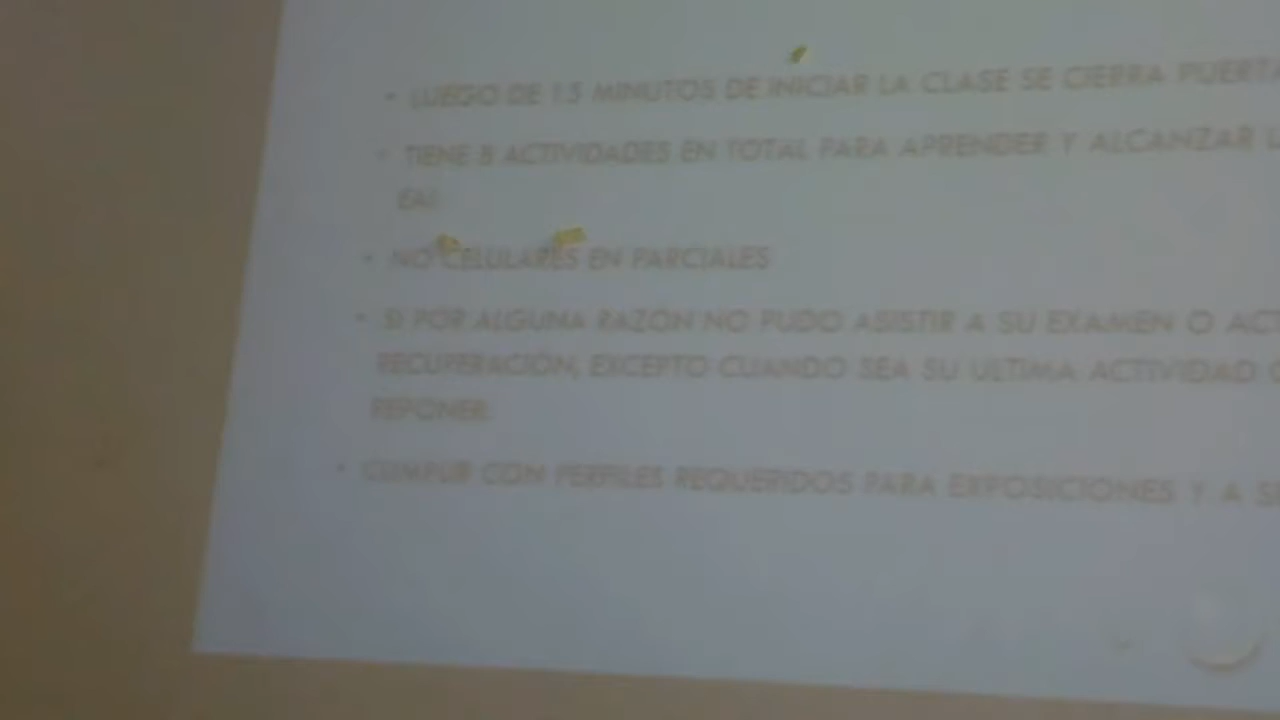 • LUEGO DE 15 MINUTOS DE INICIAR LA CLASE SE CIERRA PUERTA
• TIENE 8 ACTIVIDADES EN TOTAL PARA APRENDER Y ALCANZAR
• NO CELULARES EN PARCIALES
• SI POR ALGUNA RAZÓN NO PUDO ASISTIR A SU EXAMEN O
RECUPERACIÓN, EXCEPTO CUANDO SEA SU ULTIMA ACTIVIDAD
REPONER
• CUMPLIR CON PERFILES REQUERIDOS PARA EXPOSICIONES Y A